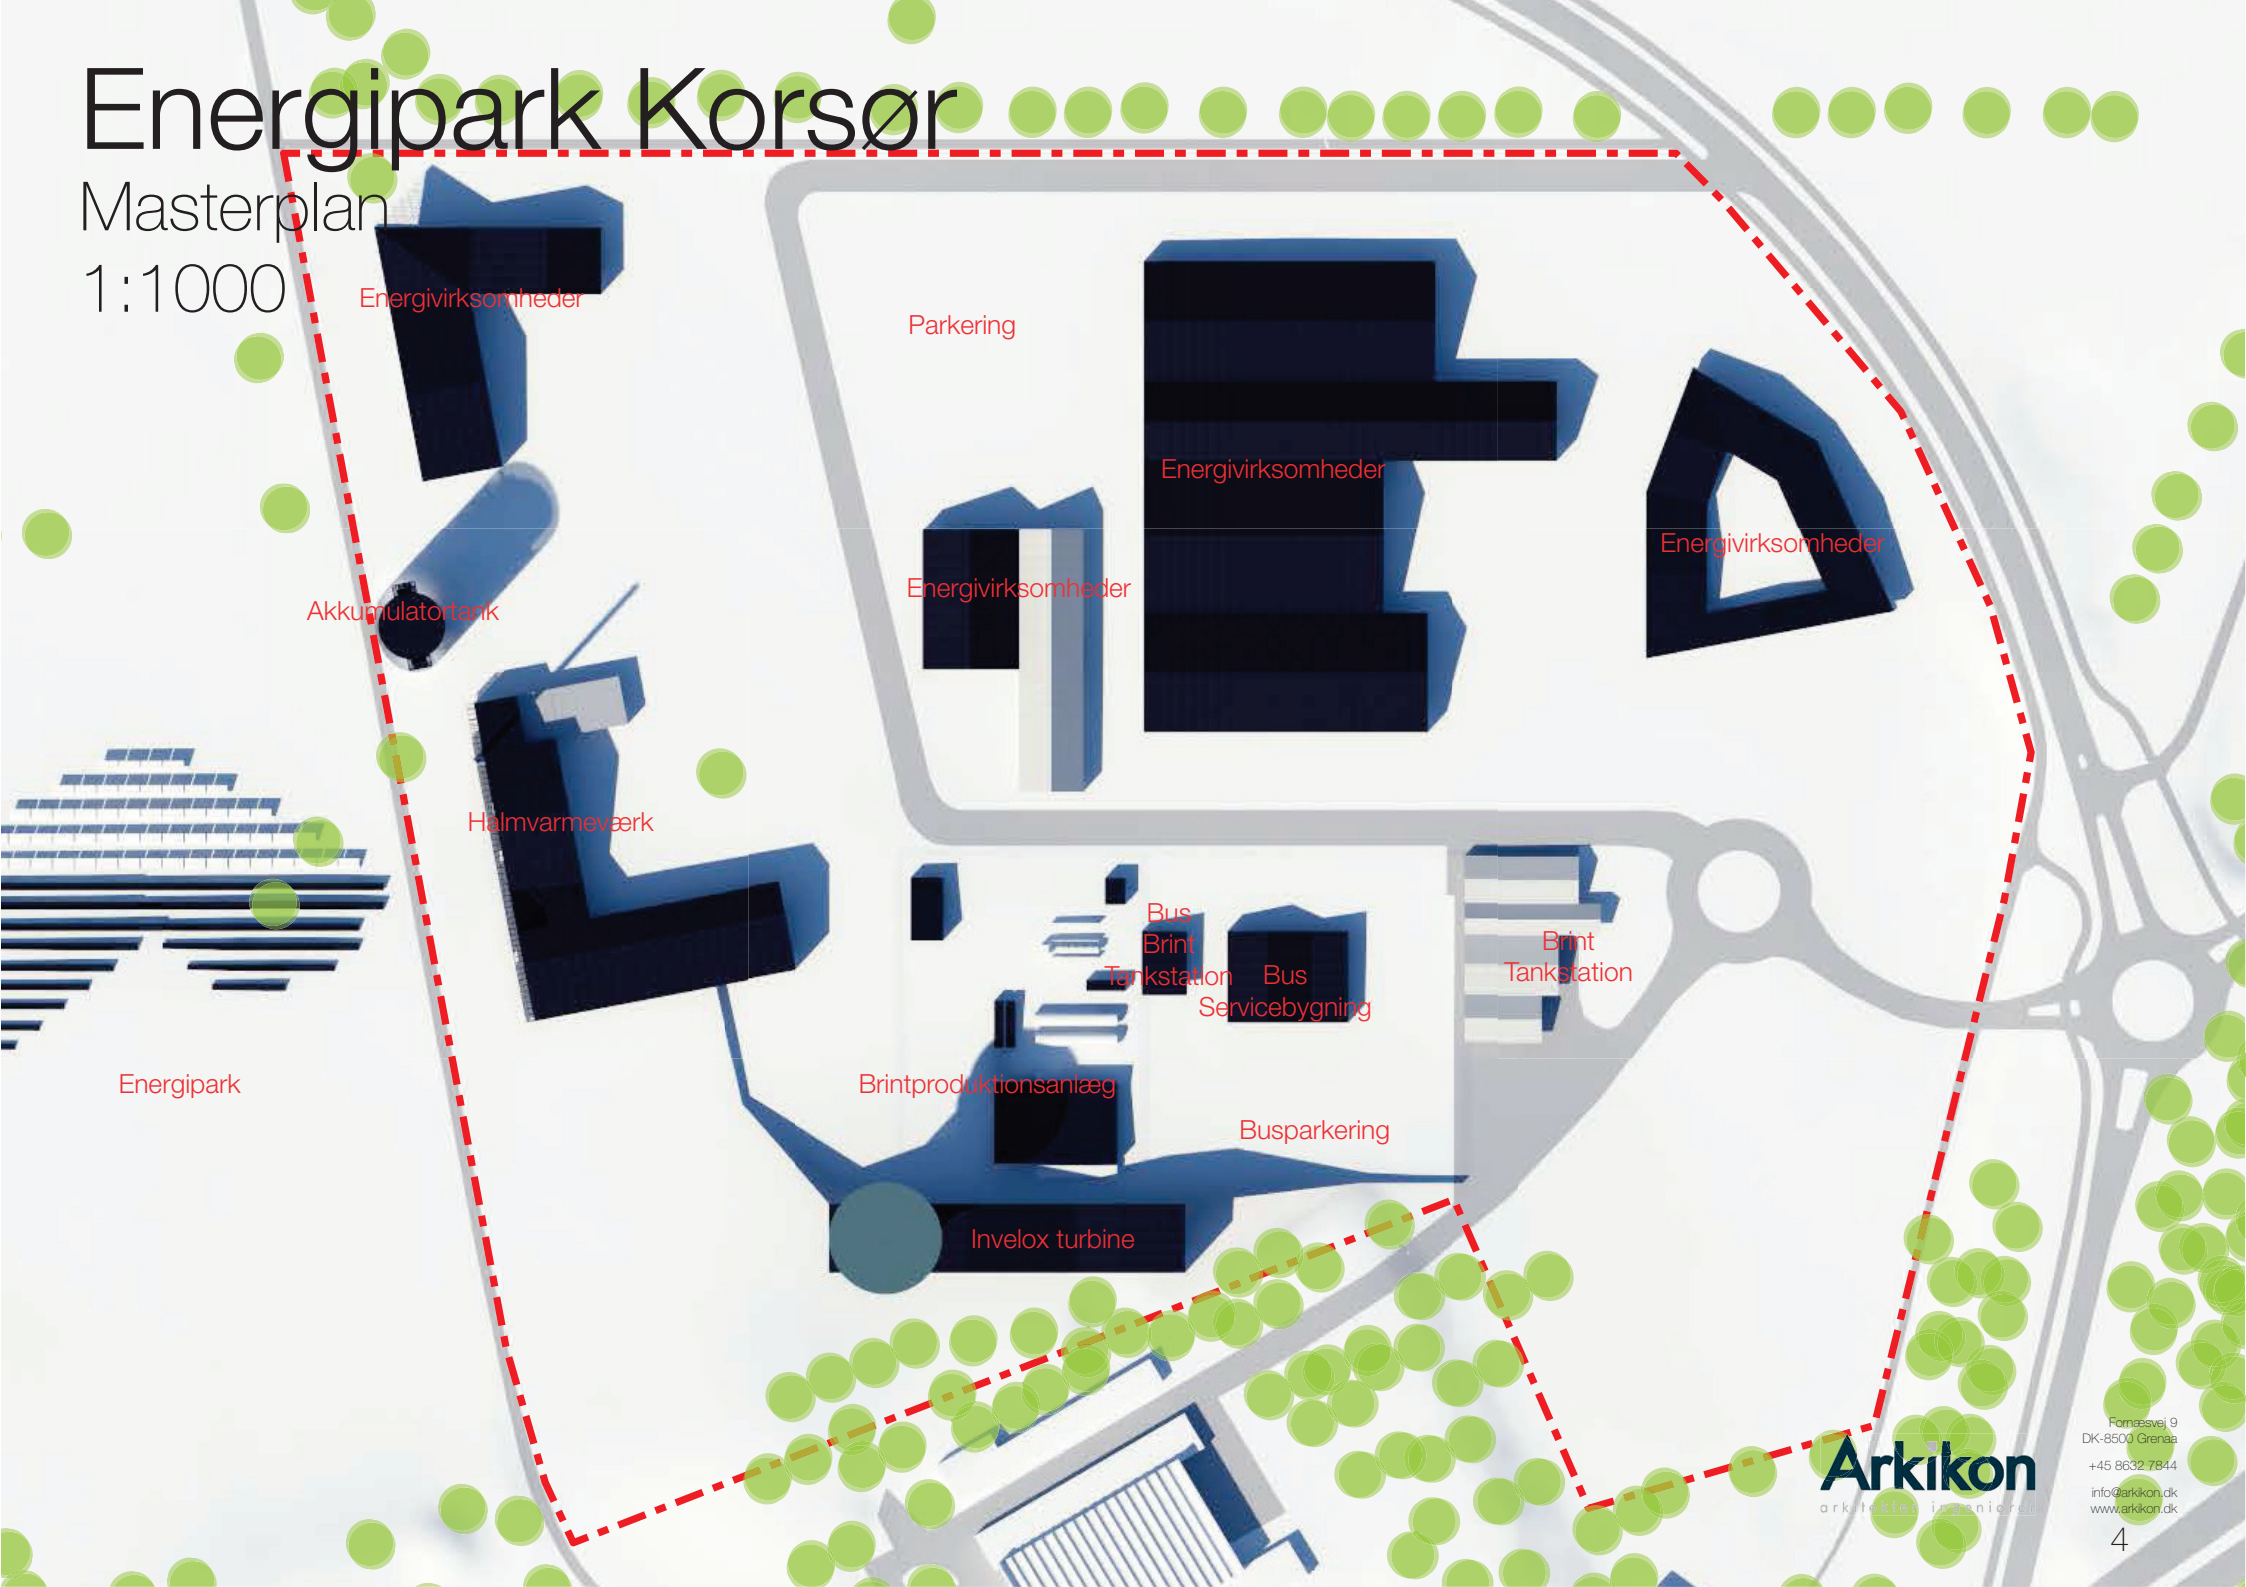 Energipark Korsør
Masterplan
1:1000
Energivirksomheder
Parkering
Energivirksomheder
Energivirksomheder
Energivirksomheder
Akkumulatortank
Halmvarmeværk
Bus
Brint
Tankstation
Bus
Servicebygning
Brint
Tankstation
Energipark
Brintproduktionsanlæg
Busparkering
Invelox turbine
Arkikon
arkitekter ingeniører
Fornæsvej 9
DK-8500 Grenaa
+45 8632 7844
info@arkikon.dk
www.arkikon.dk
4